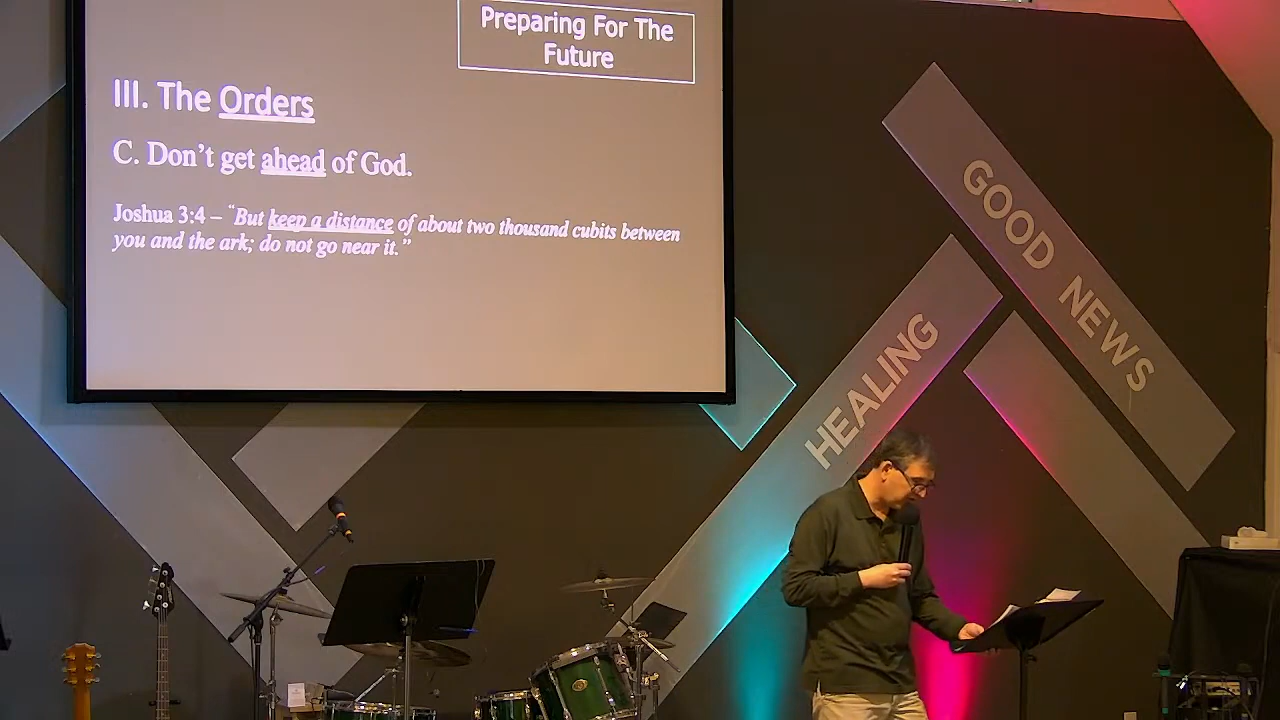 Preparing For The
Future
III. The Orders
C. Don't get ahead of God.
Joshua 3:4 – "But keep a distance of about two thousand cubits between
you and the ark; do not go near it."
GOOD NEWS
HEALING